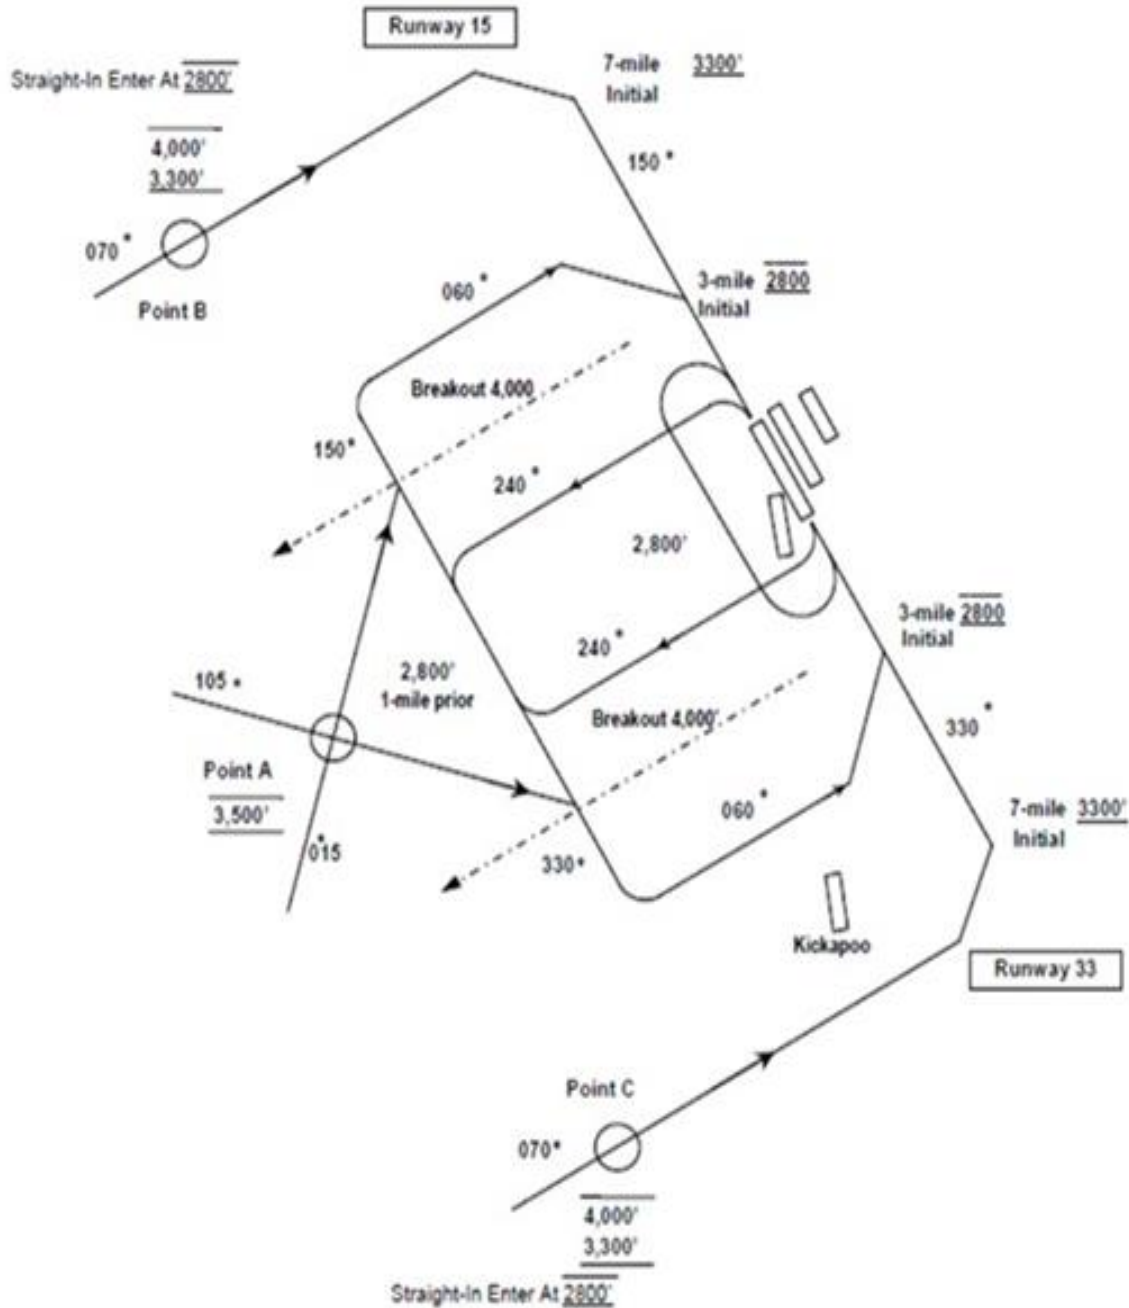 Runway 15
Straight-In Enter At 2800'
7-mile 3300'
Initial
4,000'
3,300'
150°
070°
Point B
060°
3-mile 2800
Initial
Breakout 4,000
150°
240°
2,800'
3-mile 2800
Initial
240°
105°
2,800'
1-mile prior
Breakout 4,000'
330°
Point A
3,500'
060°
7-mile 3300'
Initial
°015
330°
Kickapoo
Runway 33
Point C
070°
4,000'
3,300'
Straight-In Enter At 2800'